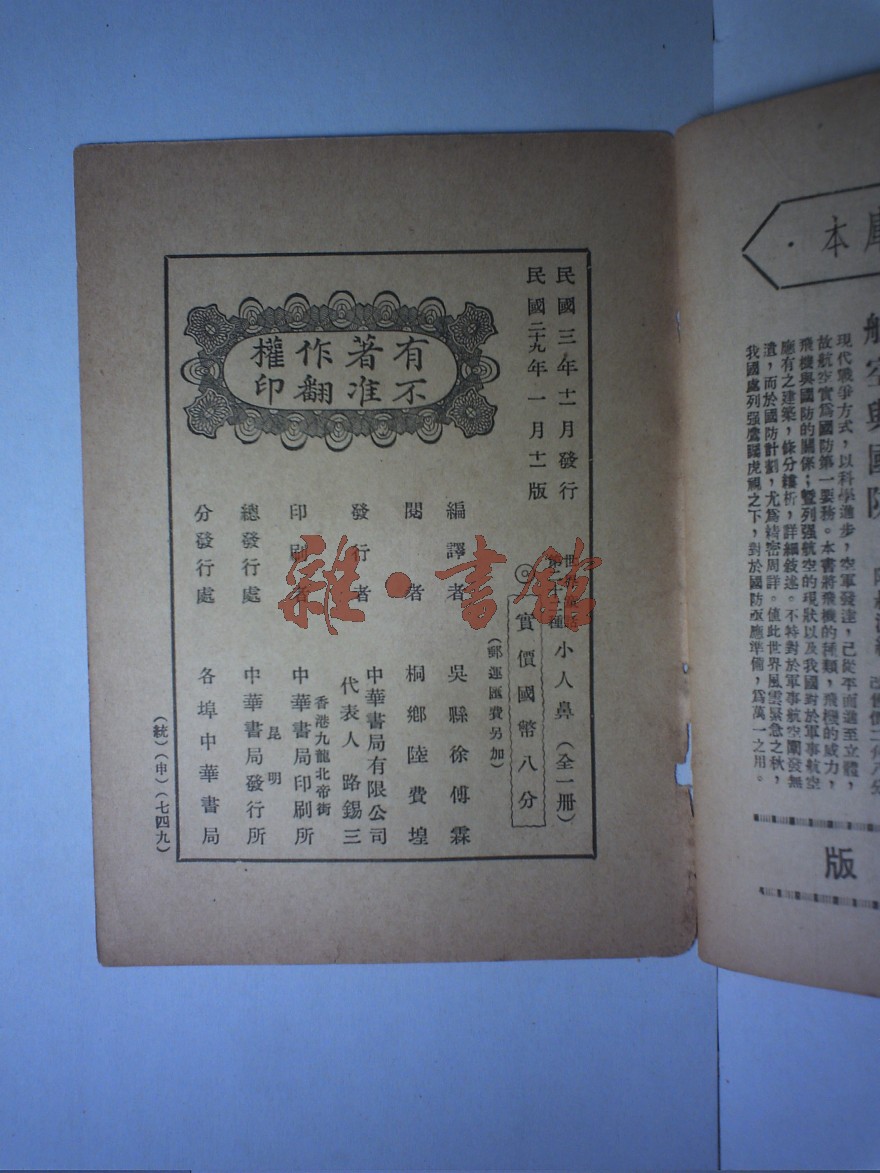 民國三年十一月發行
民國二十九年一月十一版
小人鼻(全一冊)
實價國幣八分
(郵運匯費另加)
編譯者 吳縣徐傅霖
閱者 桐鄉陸費堭
發行者 中華書局有限公司
代表人 路錫三
印刷者 香港九龍北帝街
中華書局印刷所
總發行處 昆明
中華書局發行所
分發行處 各埠中華書局
有著作權
不准翻印
(統)(中)(七四九)
雜·書館
庫本·
航空與國防
現代戰爭方式,以科學進步,空軍發達,已從平面進至立體,
故航空實爲國防第一要務。本書將飛機的種類,飛機的威力,
飛機與國防的關係;暨列强航空的現狀以及我國對於軍事航空
應有之建築,條分縷析,詳細敘述。不特對於軍事航空闡發無
遺,而於國防計劃,尤爲精密周詳。值此世界風雲緊急之秋,
我國處列强鷹瞵虎視之下,對於國防亟應準備,爲萬一之用。
版